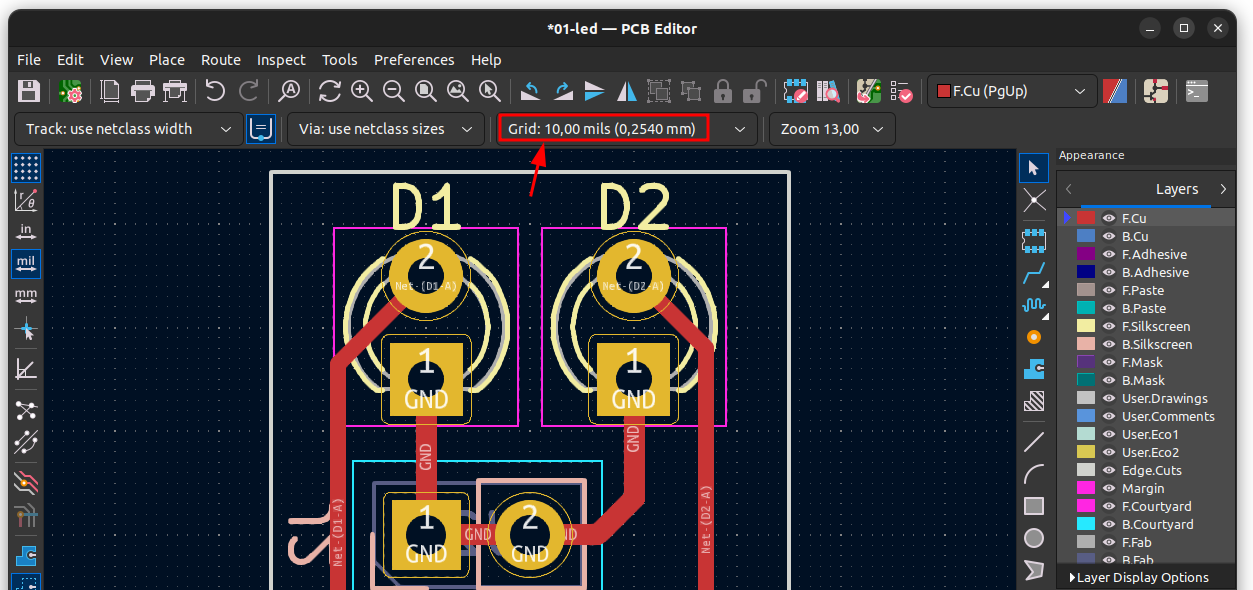 *01-led — PCB Editor
File Edit View Place Route Inspect Tools Preferences Help
F.Cu (PgUp)
Track: use netclass width
Via: use netclass sizes
Grid: 10,00 mils (0,2540 mm)
Zoom 13,00
in
mil
mm
D1
D2
2
Net-(D1-A)
2
Net-(D2-A)
1
GND
1
GND
GND
GND
1
GND
GND
2
GND
Net-(D1-A)
Net-(D2-A)
Appearance
Layers
F.Cu
B.Cu
F.Adhesive
B.Adhesive
F.Paste
B.Paste
F.Silkscreen
B.Silkscreen
F.Mask
B.Mask
User.Drawings
User.Comments
User.Eco1
User.Eco2
Edge.Cuts
Margin
F.Courtyard
B.Courtyard
F.Fab
B.Fab
Layer Display Options